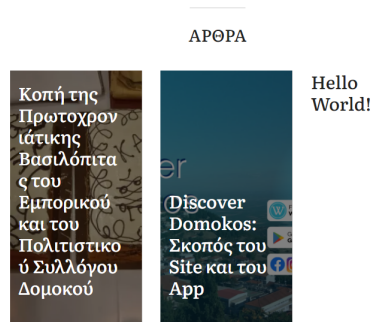 ΑΡΘΡΑ
Κοπή της
Πρωτοχρον
ιάτικης
Βασιλόπιτα
ς του
Εμπορικού
και του
Πολιτιστικο
ύ Συλλόγου
Δομοκού
Discover
Domokos:
Σκοπός του
Site και του
App
Hello
World!